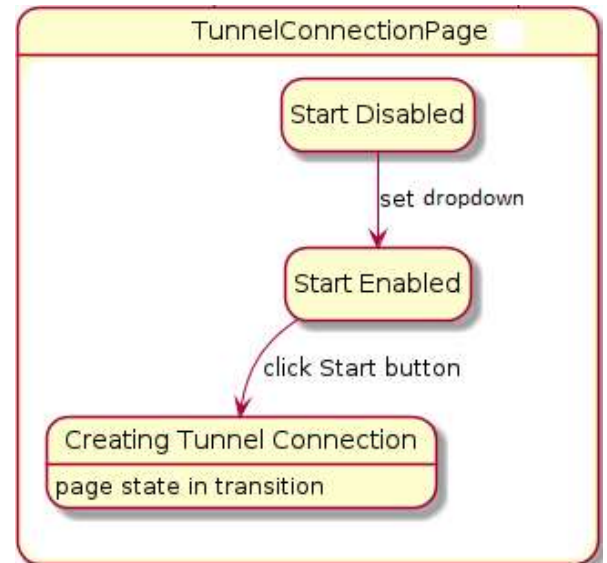 TunnelConnectionPage
Start Disabled
set dropdown
Start Enabled
click Start button
Creating Tunnel Connection
page state in transition